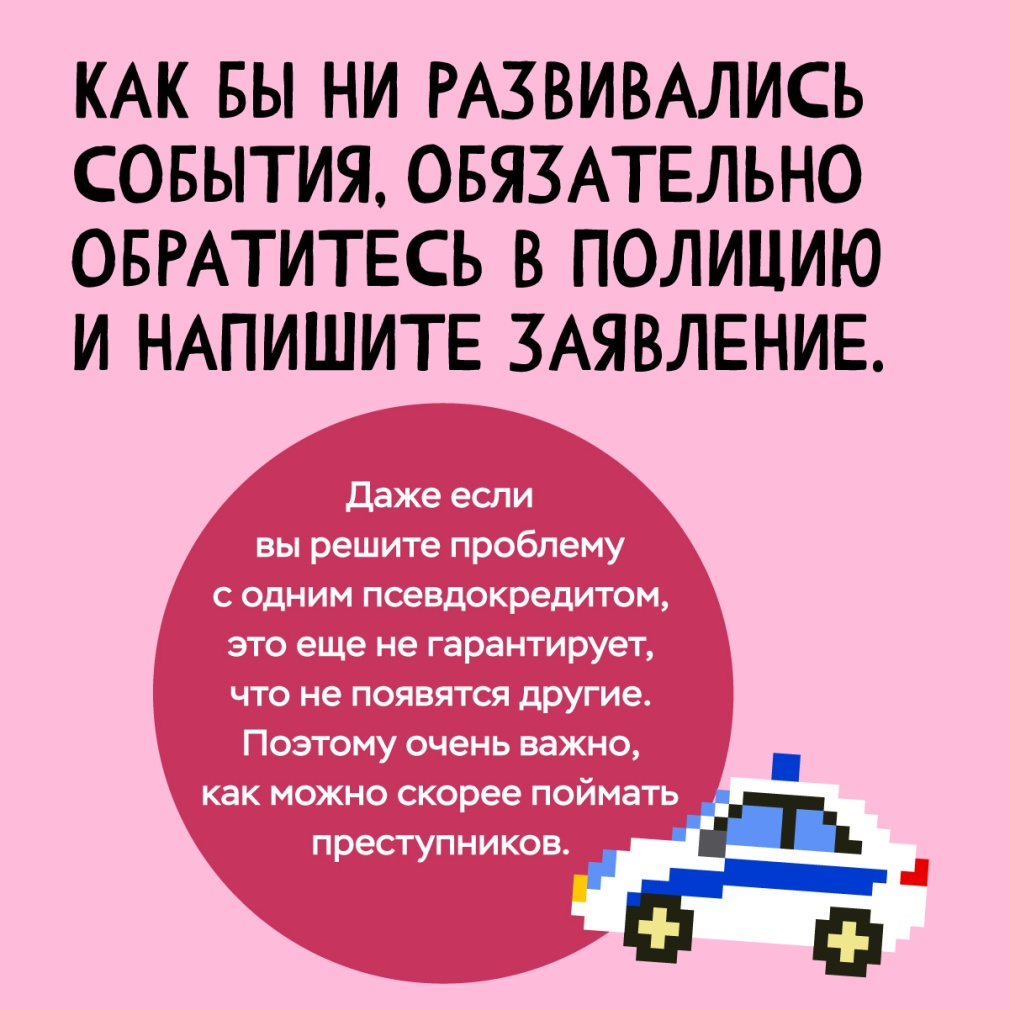 КАК БЫ НИ РАЗВИВАЛИСЬ
СОБЫТИЯ, ОБЯЗАТЕЛЬНО
ОБРАТИТЕСЬ В ПОЛИЦИЮ
И НАПИШИТЕ ЗАЯВЛЕНИЕ.
Даже если
вы решите проблему
с одним псевдокредитом,
это еще не гарантирует,
что не появятся другие.
Поэтому очень важно,
как можно скорее поймать
преступников.